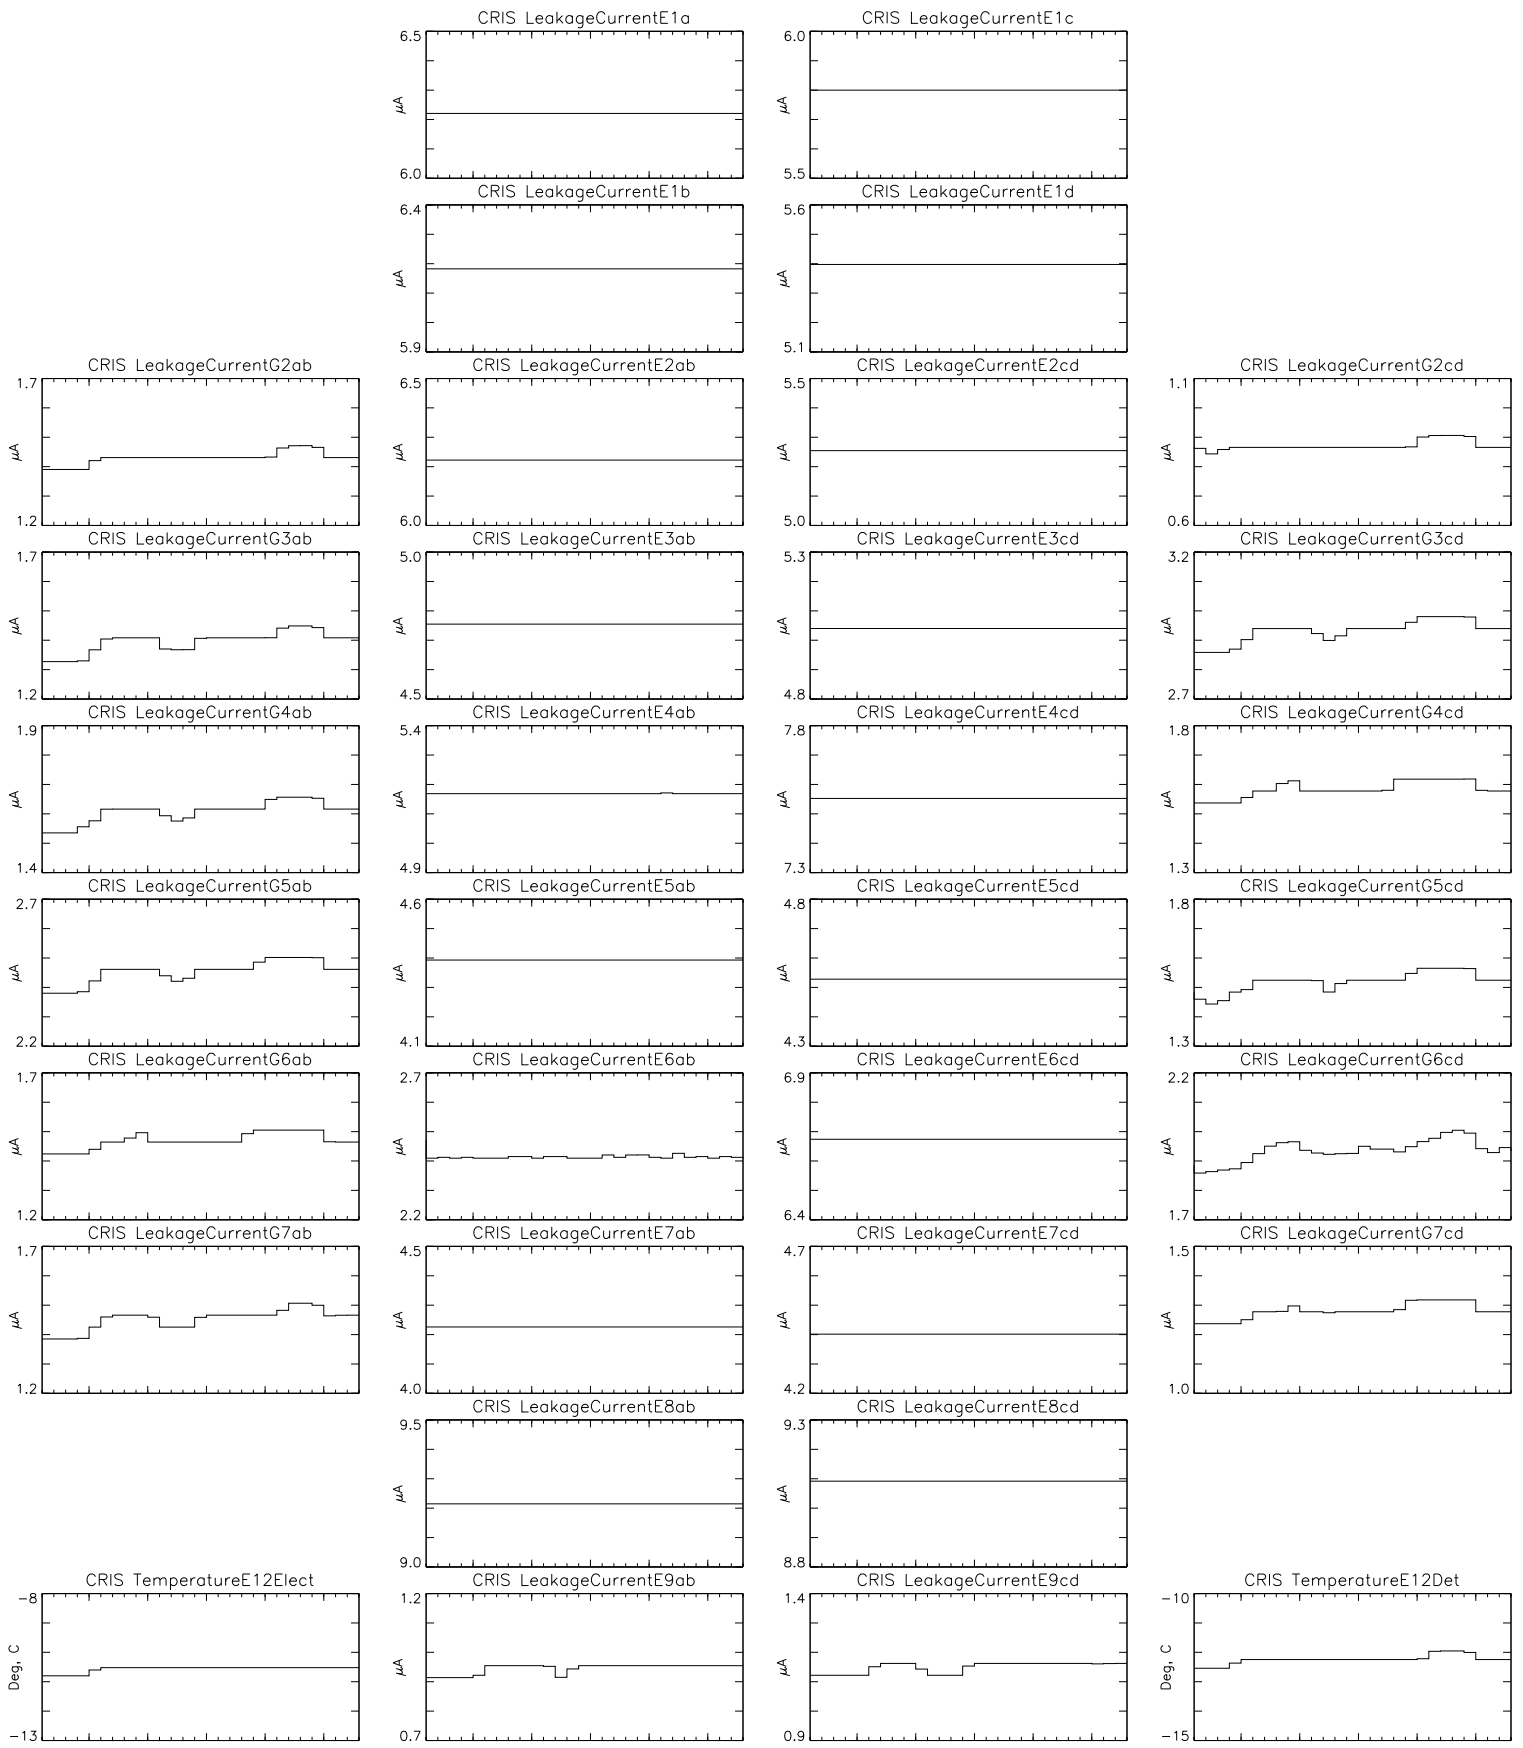 CRIS LeakageCurrentE1a
CRIS LeakageCurrentE1c
6.5
μA
6.0
6.0
μA
5.5
CRIS LeakageCurrentE1b
CRIS LeakageCurrentE1d
6.4
μA
5.9
5.6
μA
5.1
CRIS LeakageCurrentG2ab
CRIS LeakageCurrentE2ab
CRIS LeakageCurrentE2cd
CRIS LeakageCurrentG2cd
1.7
μA
1.2
6.5
μA
6.0
5.5
μA
5.0
1.1
μA
0.6
CRIS LeakageCurrentG3ab
CRIS LeakageCurrentE3ab
CRIS LeakageCurrentE3cd
CRIS LeakageCurrentG3cd
1.7
μA
1.2
5.0
μA
4.5
5.3
μA
4.8
3.2
μA
2.7
CRIS LeakageCurrentG4ab
CRIS LeakageCurrentE4ab
CRIS LeakageCurrentE4cd
CRIS LeakageCurrentG4cd
1.9
μA
1.4
5.4
μA
4.9
7.8
μA
7.3
1.8
μA
1.3
CRIS LeakageCurrentG5ab
CRIS LeakageCurrentE5ab
CRIS LeakageCurrentE5cd
CRIS LeakageCurrentG5cd
2.7
μA
2.2
4.6
μA
4.1
4.8
μA
4.3
1.8
μA
1.3
CRIS LeakageCurrentG6ab
CRIS LeakageCurrentE6ab
CRIS LeakageCurrentE6cd
CRIS LeakageCurrentG6cd
1.7
μA
1.2
2.7
μA
2.2
6.9
μA
6.4
2.2
μA
1.7
CRIS LeakageCurrentG7ab
CRIS LeakageCurrentE7ab
CRIS LeakageCurrentE7cd
CRIS LeakageCurrentG7cd
1.7
μA
1.2
4.5
μA
4.0
4.7
μA
4.2
1.5
μA
1.0
CRIS LeakageCurrentE8ab
CRIS LeakageCurrentE8cd
9.5
μA
9.0
9.3
μA
8.8
CRIS TemperatureE12Elect
CRIS LeakageCurrentE9ab
CRIS LeakageCurrentE9cd
CRIS TemperatureE12Det
-8
Deg, C
-13
1.2
μA
0.7
1.4
μA
0.9
-10
Deg, C
-15